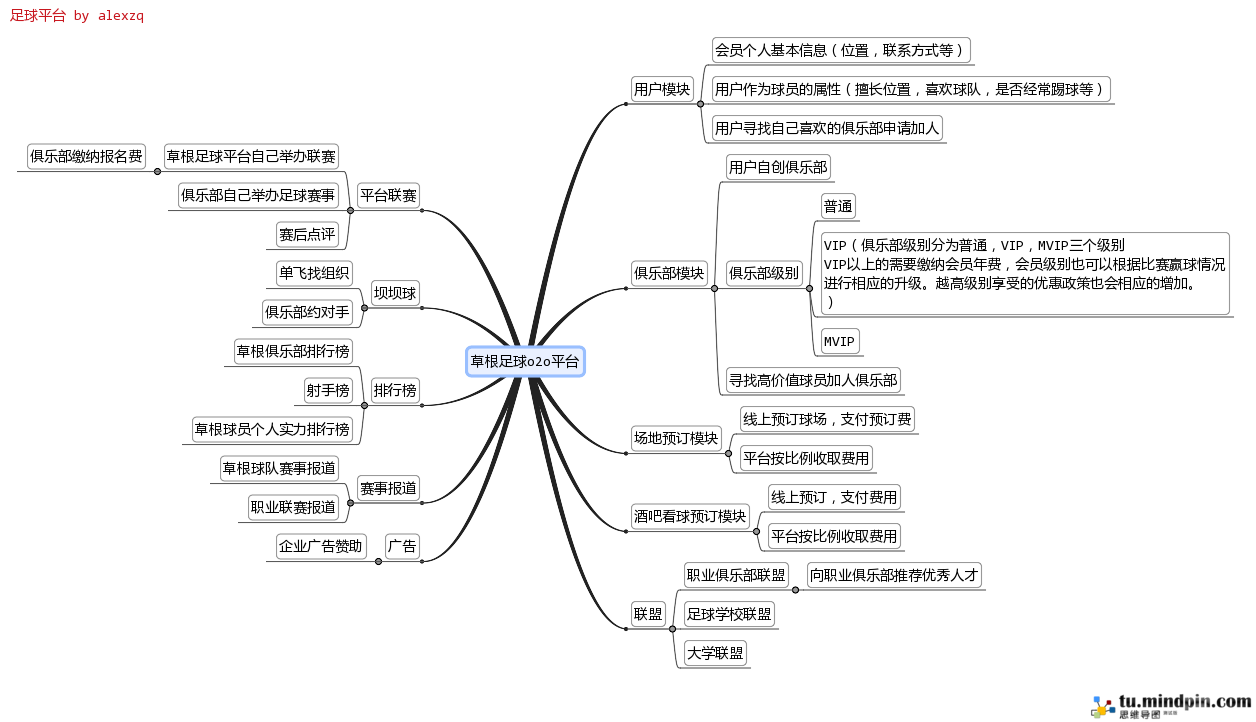 足球平台 by alexzq
草根足球o2o平台
用户模块
会员个人基本信息（位置，联系方式等）
用户作为球员的属性（擅长位置，喜欢球队，是否经常踢球等）
用户寻找自己喜欢的俱乐部申请加入
俱乐部模块
用户自创俱乐部
俱乐部级别
普通
VIP（俱乐部级别分为普通，VIP，MVIP三个级别
VIP以上的需要缴纳会员年费，会员级别也可以根据比赛赢球情况
进行相应的升级。越高级别享受的优惠政策也会相应的增加。
）
MVIP
寻找高价值球员加入俱乐部
场地预订模块
线上预订球场，支付预订费
平台按比例收取费用
酒吧看球预订模块
线上预订，支付费用
平台按比例收取费用
联盟
职业俱乐部联盟
向职业俱乐部推荐优秀人才
足球学校联盟
大学联盟
平台联赛
草根足球平台自己举办联赛
俱乐部缴纳报名费
俱乐部自己举办足球赛事
赛后点评
坝坝球
单飞找组织
俱乐部约对手
排行榜
草根俱乐部排行榜
射手榜
草根球员个人实力排行榜
赛事报道
草根球队赛事报道
职业联赛报道
广告
企业广告赞助
tu.mindpin.com
思维导图 测试版